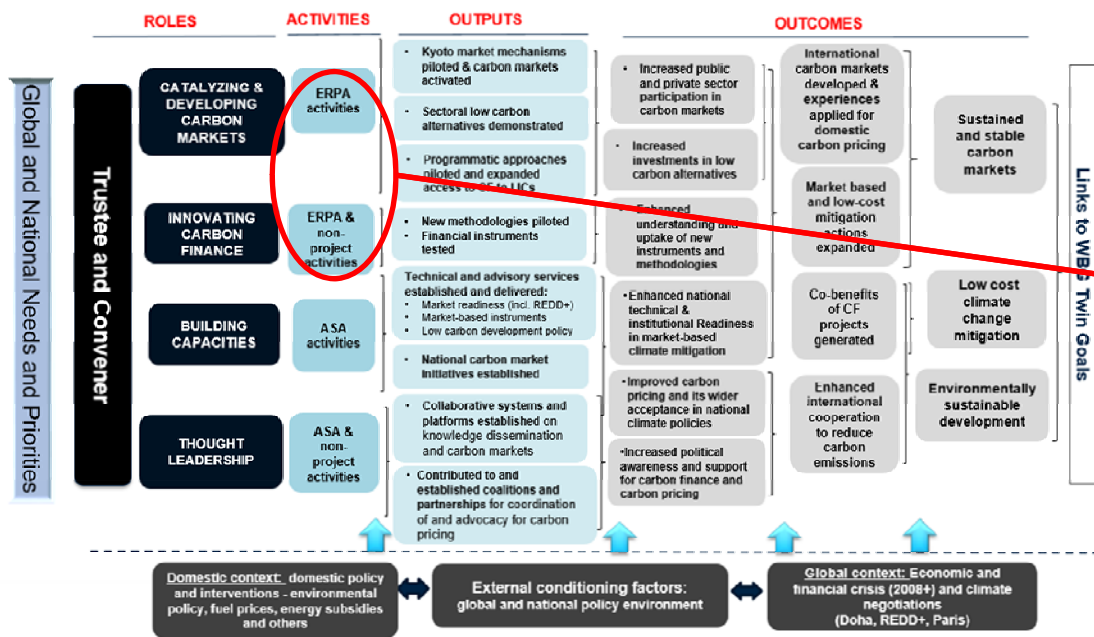 ROLES
ACTIVITIES
OUTPUTS
OUTCOMES
Global and National Needs and Priorities
Trustee and Convener
CATALYZING &
DEVELOPING
CARBON
MARKETS
INNOVATING
CARBON
FINANCE
BUILDING
CAPACITIES
THOUGHT
LEADERSHIP
ERPA
activities
ERPA &
non-
project
activities
ASA
activities
ASA &
non-
project
activities
• Kyoto market mechanisms
piloted & carbon markets
activated
• Sectoral low carbon
alternatives demonstrated
• Programmatic approaches
piloted and expanded
access to CF to LICs
• New methodologies piloted
• Financial instruments
tested
Technical and advisory services
established and delivered:
• Market readiness (incl. REDD+)
• Market-based instruments
• Low carbon development policy
• National carbon market
initiatives established
• Collaborative systems and
platforms established on
knowledge dissemination
and carbon markets
• Contributed to and
established coalitions and
partnerships for coordination
of and advocacy for carbon
pricing
• Increased public
and private sector
participation in
carbon markets
• Increased
investments in low
carbon alternatives
• Enhanced
understanding and
uptake of new
instruments and
methodologies
•Enhanced national
technical &
institutional Readiness
in market-based
climate mitigation
•Improved carbon
pricing and its wider
acceptance in national
climate policies
•Increased political
awareness and support
for carbon finance and
carbon pricing
International
carbon markets
developed &
experiences
applied for
domestic
carbon pricing
Market based
and low-cost
mitigation
actions
expanded
Co-benefits
of CF
projects
generated
Enhanced
international
cooperation
to reduce
carbon
emissions
Sustained
and stable
carbon
markets
Low cost
climate
change
mitigation
Environmentally
sustainable
development
Links to WBG Twin Goals
Domestic context: domestic policy
and interventions - environmental
policy, fuel prices, energy subsidies
and others
External conditioning factors:
global and national policy environment
Global context: Economic and
financial crisis (2008+) and climate
negotiations
(Doha, REDD+, Paris)